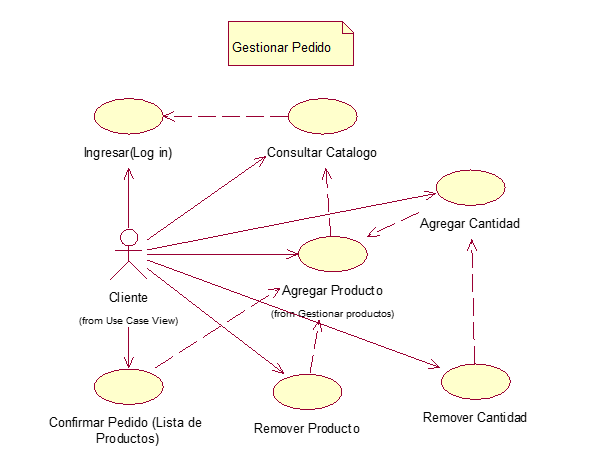 Gestionar Pedido
Ingresar(Log in)
Consultar Catalogo
Agregar Cantidad
Cliente
(from Use Case View)
Agregar Producto
(from Gestionar productos)
Confirmar Pedido (Lista de
Productos)
Remover Producto
Remover Cantidad